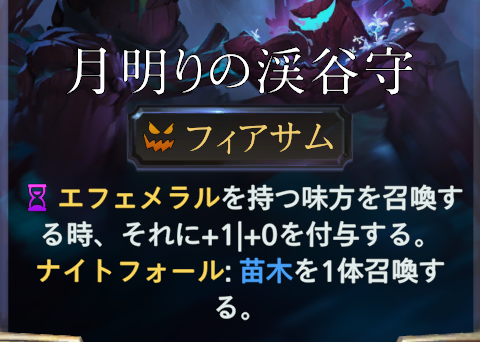 月明りの渓谷守
フィアサム
エフェメラルを持つ味方を召喚す
る時、それに+1|+0を付与する。
ナイトフォール: 苗木を1体召喚す
る。